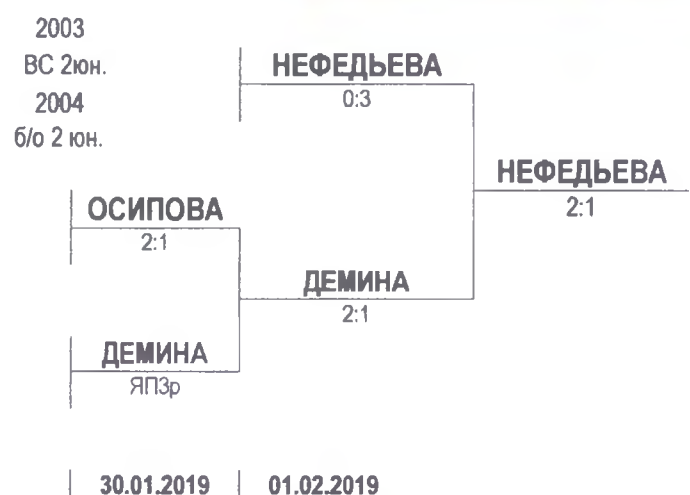 2003
ВС 2юн.
2004
б/о 2 юн.
НЕФЕДЬЕВА
0:3
НЕФЕДЬЕВА
2:1
ОСИПОВА
2:1
ДЕМИНА
2:1
ДЕМИНА
ЯП3р
30.01.2019
01.02.2019